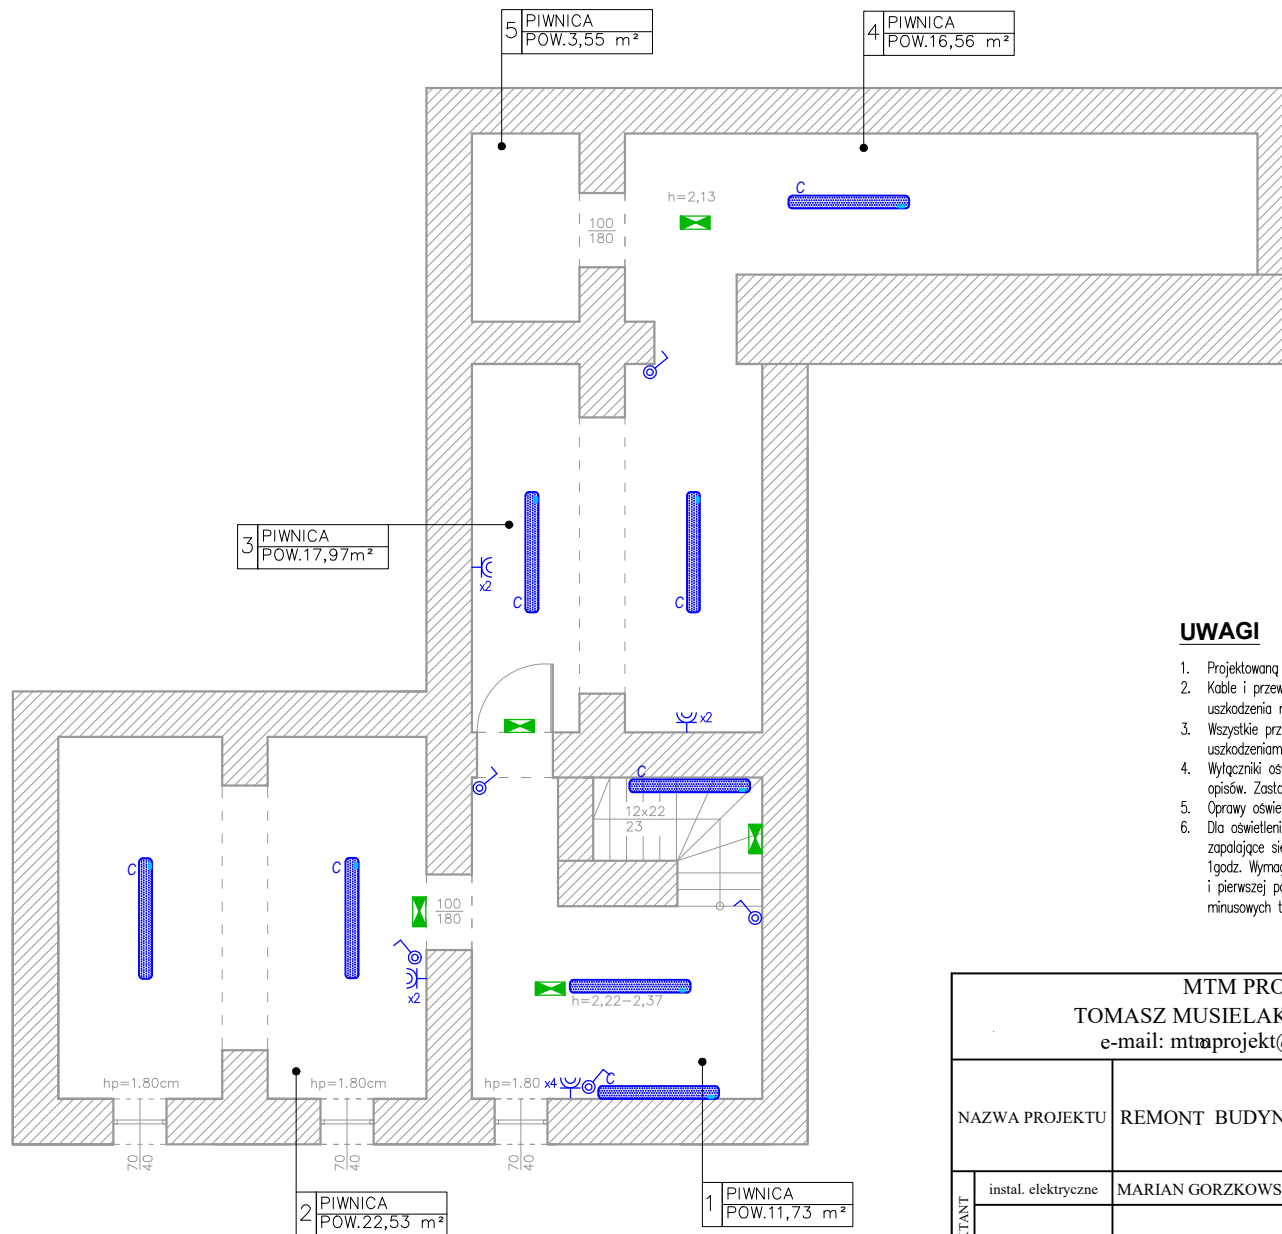 5 PIWNICA
POW.3,55 m²
4 PIWNICA
POW.16,56 m²
h=2,13
C
100
180
3 PIWNICA
POW.17,97m²
x2
C
C
x2
C
12x22
23
C
C
100
180
x2
h=2,22-2,37
hp=1.80cm
hp=1.80cm
hp=1.80
x4
C
70
40
70
40
70
40
2 PIWNICA
POW.22,53 m²
1 PIWNICA
POW.11,73 m²
UWAGI
1. Projektowaną
2. Kable i przew
uszkodzenia
3. Wszystkie prz
uszkodzeniam
4. Wyłączniki oś
opisów. Zasto
5. Oprawy oświe
6. Dla oświetleni
zapalające się
1godz. Wymag
i pierwszej po
minusowych t
MTM PRO
TOMASZ MUSIELAK
e-mail: mtmprojekt@
NAZWA PROJEKTU
REMONT BUDYN
instal. elektryczne
MARIAN GORZKOWS
TANT